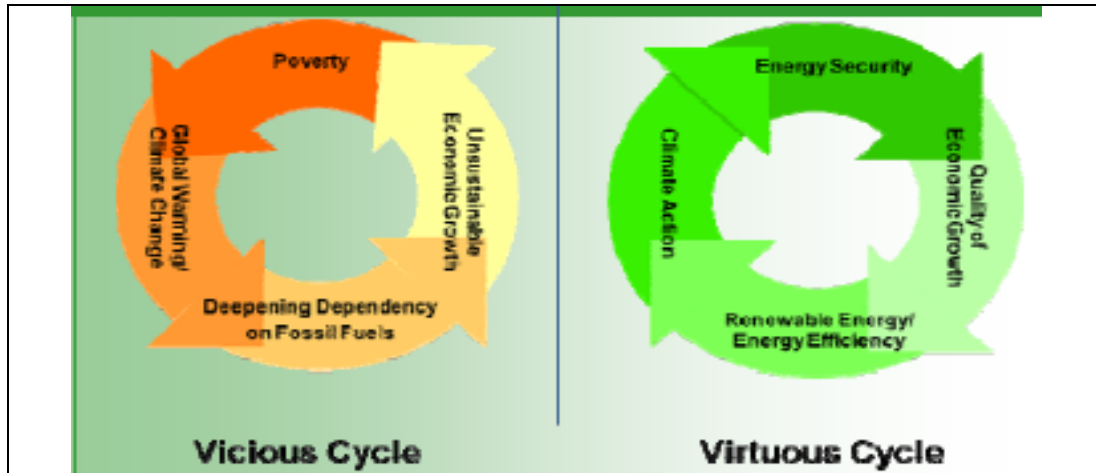 Poverty
Global Warming/
Climate Change
Unsustainable
Economic Growth
Deepening Dependency
on Fossil Fuels
Vicious Cycle
Energy Security
Climate Action
Quality of
Economic Growth
Renewable Energy/
Energy Efficiency
Virtuous Cycle